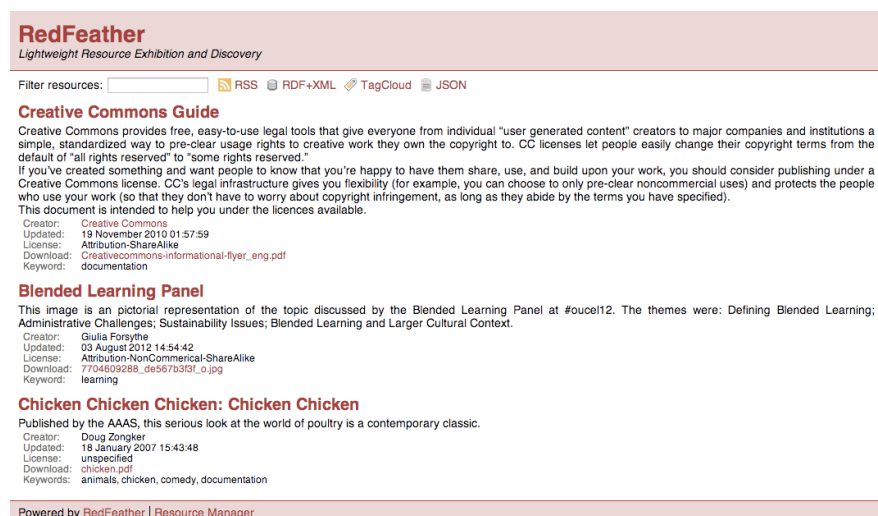 RedFeather
Lightweight Resource Exhibition and Discovery
Filter resources: RSS RDF+XML TagCloud JSON
Creative Commons Guide
Creative Commons provides free, easy-to-use legal tools that give everyone from individual “user generated content” creators to major companies and institutions a
simple, standardized way to pre-clear usage rights to creative work they own the copyright to. CC licenses let people easily change their copyright terms from the
default of “all rights reserved” to “some rights reserved.”
If you’ve created something and want people to know that you’re happy to have them share, use, and build upon your work, you should consider publishing under a
Creative Commons license. CC’s legal infrastructure gives you flexibility (for example, you can choose to only pre-clear noncommercial uses) and protects the people
who use your work (so that they don’t have to worry about copyright infringement, as long as they abide by the terms you have specified).
This document is intended to help you under the licences available.
Creator: Creative Commons
Updated: 19 November 2010 01:57:59
License: Attribution-ShareAlike
Download: Creativecommons-informational-flyer_eng.pdf
Keyword: documentation
Blended Learning Panel
This image is an pictorial representation of the topic discussed by the Blended Learning Panel at #oucel12. The themes were: Defining Blended Learning;
Administrative Challenges; Sustainability Issues; Blended Learning and Larger Cultural Context.
Creator: Giulia Forsythe
Updated: 03 August 2012 14:54:42
License: Attribution-NonCommerical-ShareAlike
Download: 7704609288_de567b3f3f_o.jpg
Keyword: learning
Chicken Chicken Chicken: Chicken Chicken
Published by the AAAS, this serious look at the world of poultry is a contemporary classic.
Creator: Doug Zongker
Updated: 18 January 2007 15:43:48
License: unspecified
Download: chicken.pdf
Keywords: animals, chicken, comedy, documentation
Powered by RedFeather | Resource Manager